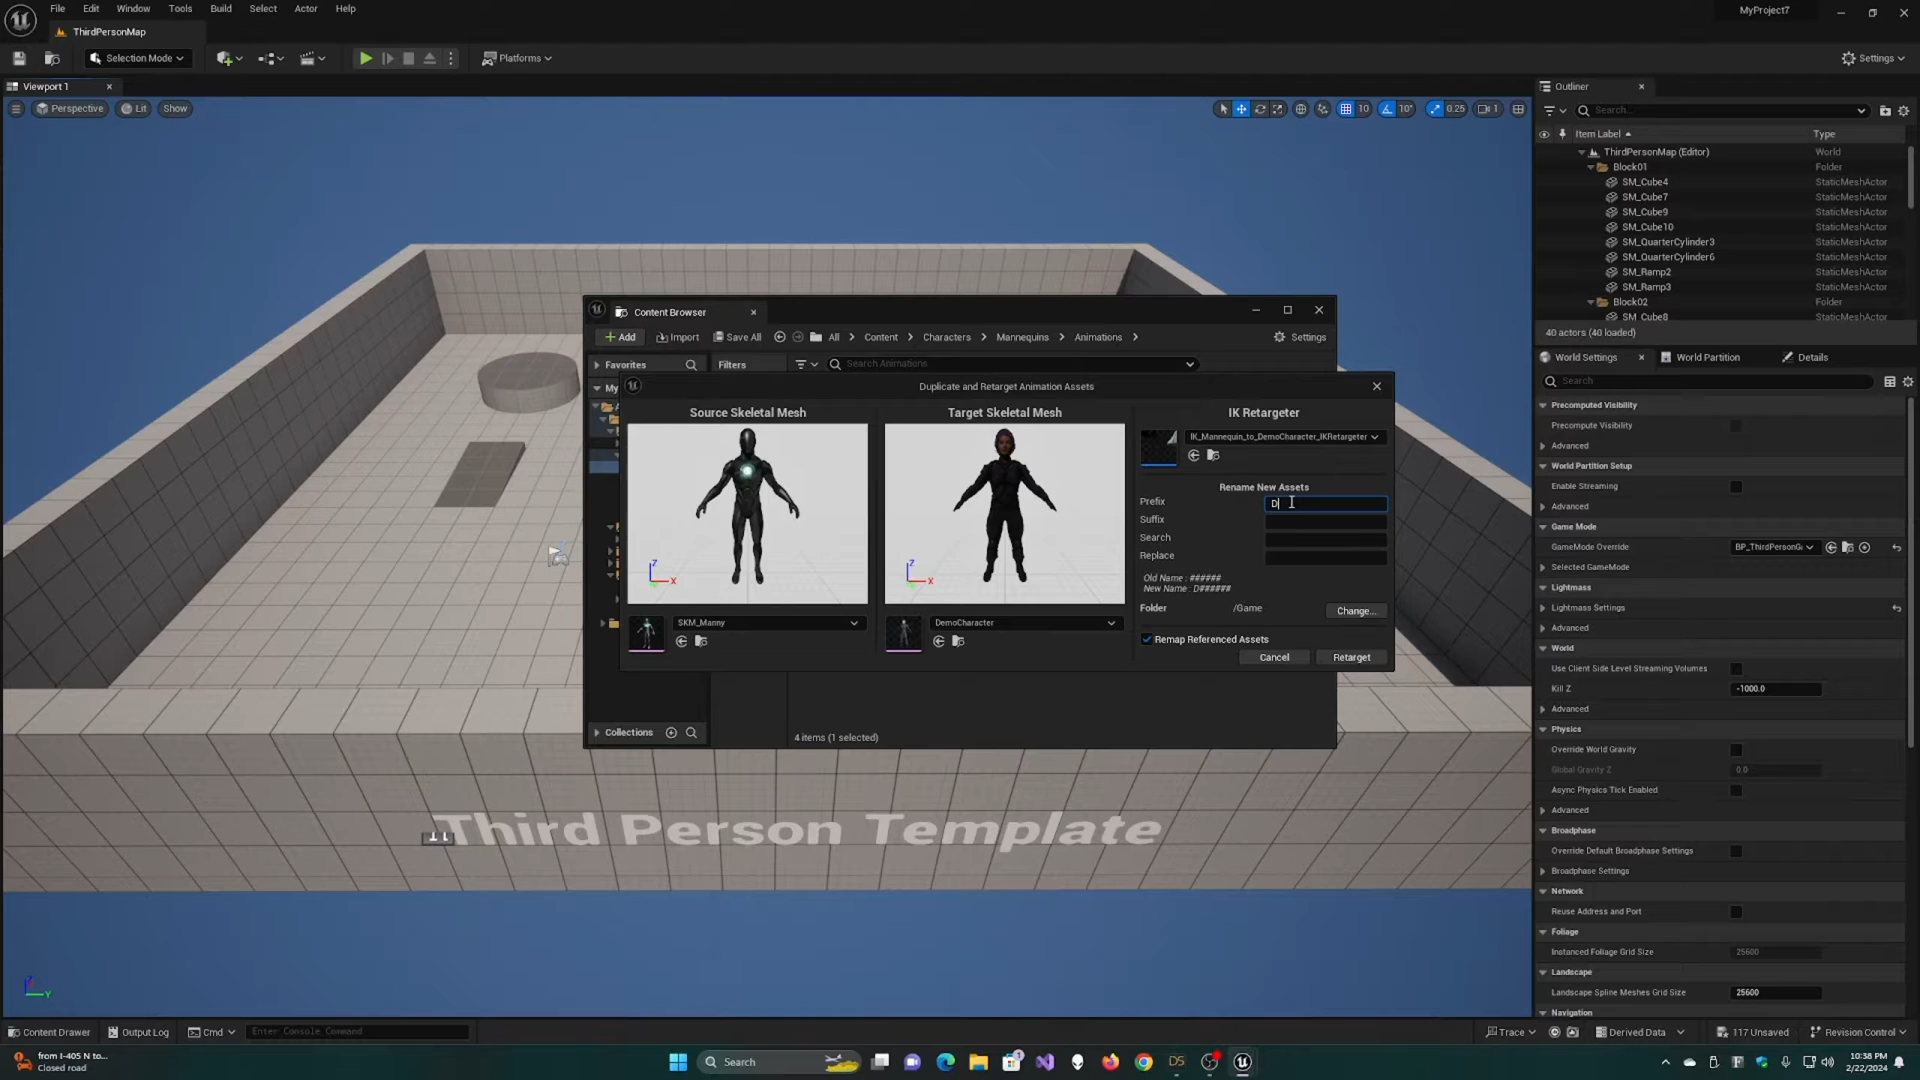 File Edit Window Tools Build Select Actor Help
MyProject7
ThirdPersonMap
Selection Mode
Platforms
Settings
Viewport 1
Perspective Lit Show
10 10° 0.25 1
Outliner
Search...
Item Label Type
ThirdPersonMap (Editor) World
Block01 Folder
SM_Cube4 StaticMeshActor
SM_Cube7 StaticMeshActor
SM_Cube9 StaticMeshActor
SM_Cube10 StaticMeshActor
SM_QuarterCylinder3 StaticMeshActor
SM_QuarterCylinder6 StaticMeshActor
SM_Ramp2 StaticMeshActor
SM_Ramp3 StaticMeshActor
Block02 Folder
SM_Cube8 StaticMeshActor
40 actors (40 loaded)
World Settings World Partition Details
Search
Precomputed Visibility
Precompute Visibility
Advanced
World Partition Setup
Enable Streaming
Advanced
Game Mode
GameMode Override BP_ThirdPersonGa
Selected GameMode
Lightmass
Lightmass Settings
Advanced
World
Use Client Side Level Streaming Volumes
Kill Z -1000.0
Advanced
Physics
Override World Gravity
Global Gravity Z 0.0
Async Physics Tick Enabled
Advanced
Broadphase
Override Default Broadphase Settings
Broadphase Settings
Network
Reuse Address and Port
Foliage
Instanced Foliage Grid Size 25600
Landscape
Landscape Spline Meshes Grid Size 25600
Navigation
Content Browser
Add Import Save All All Content Characters Mannequins Animations Settings
Favorites Filters Search Animations
My
Duplicate and Retarget Animation Assets
Source Skeletal Mesh Target Skeletal Mesh IK Retargeter
IK_Mannequin_to_DemoCharacter_IKRetargeter
Rename New Assets
Prefix D
Suffix
Search
Replace
Old Name : ######
New Name : D######
Folder /Game Change...
Z X
Z X
SKM_Manny
DemoCharacter
Remap Referenced Assets
Cancel Retarget
Collections
4 items (1 selected)
Third Person Template
Z Y
Content Drawer Output Log Cmd Enter Console Command
Trace Derived Data 117 Unsaved Revision Control
from I-405 N to...
Closed road
Search
DS
10:38 PM
2/22/2024